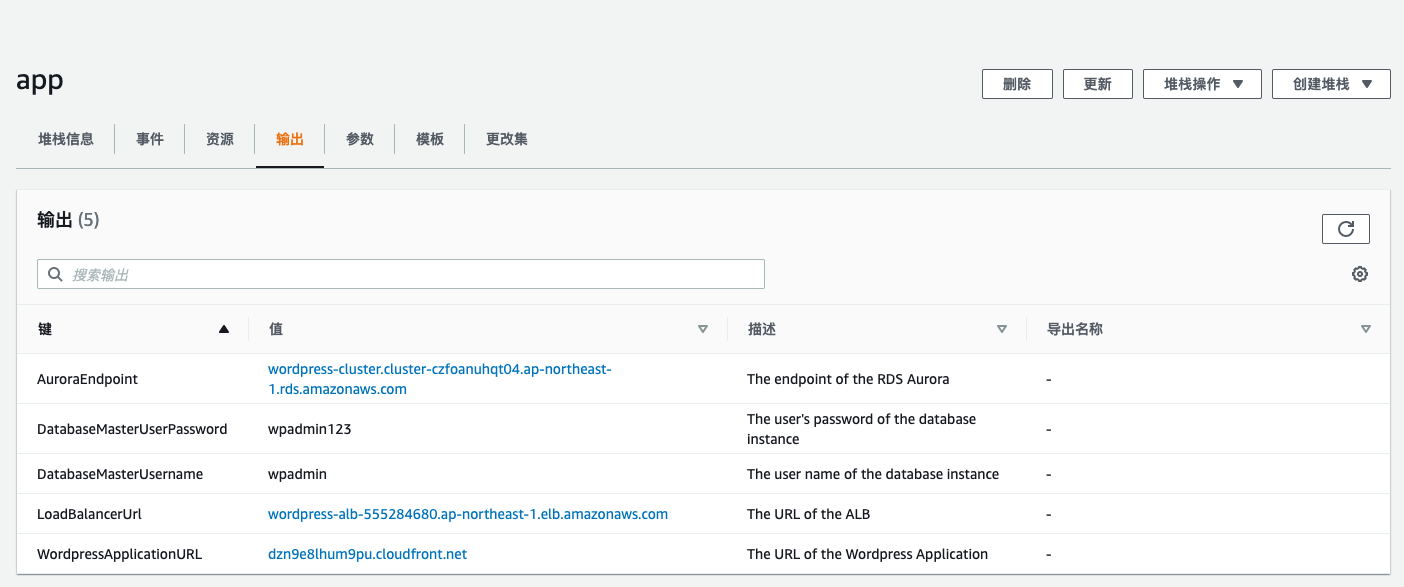 app
删除
更新
堆栈操作
创建堆栈
堆栈信息
事件
资源
输出
参数
模板
更改集
输出 (5)
搜索输出
键
值
描述
导出名称
AuroraEndpoint
wordpress-cluster.cluster-czfoanuhqt04.ap-northeast-
1.rds.amazonaws.com
The endpoint of the RDS Aurora
-
DatabaseMasterUserPassword
wpadmin123
The user's password of the database
instance
-
DatabaseMasterUsername
wpadmin
The user name of the database instance
-
LoadBalancerUrl
wordpress-alb-555284680.ap-northeast-1.elb.amazonaws.com
The URL of the ALB
-
WordpressApplicationURL
dzn9e8lhum9pu.cloudfront.net
The URL of the Wordpress Application
-